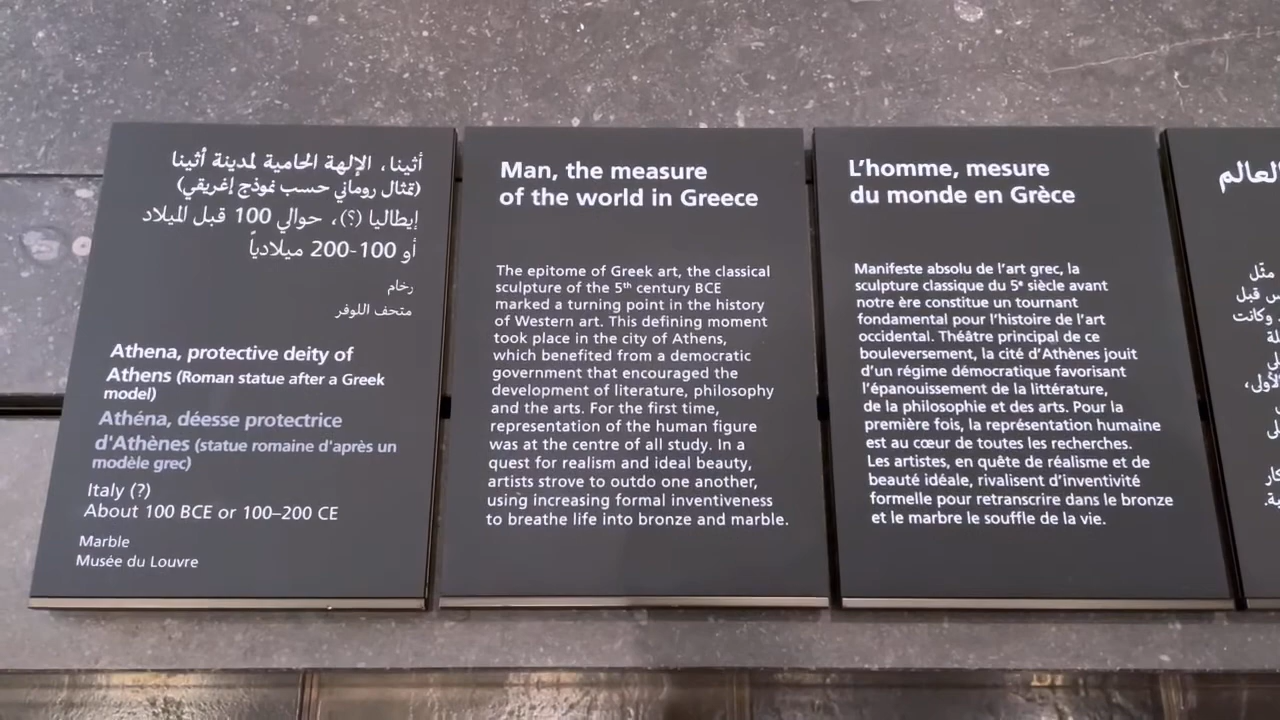 أثينا، الإلهة الحامية لمدينة أثينا
(تمثال روماني حسب نموذج إغريقي)
إيطاليا (؟)، حوالي 100 قبل الميلاد
أو 100-200 ميلادياً
رخام
متحف اللوفر
Athena, protective deity of
Athens (Roman statue after a Greek
model)
Athéna, déesse protectrice
d'Athènes (statue romaine d'après un
modèle grec)
Italy (?)
About 100 BCE or 100–200 CE
Marble
Musée du Louvre
Man, the measure
of the world in Greece
The epitome of Greek art, the classical
sculpture of the 5th century BCE
marked a turning point in the history
of Western art. This defining moment
took place in the city of Athens,
which benefited from a democratic
government that encouraged the
development of literature, philosophy
and the arts. For the first time,
representation of the human figure
was at the centre of all study. In a
quest for realism and ideal beauty,
artists strove to outdo one another,
using increasing formal inventiveness
to breathe life into bronze and marble.
L'homme, mesure
du monde en Grèce
Manifeste absolu de l'art grec, la
sculpture classique du 5e siècle avant
notre ère constitue un tournant
fondamental pour l'histoire de l'art
occidental. Théâtre principal de ce
bouleversement, la cité d'Athènes jouit
d'un régime démocratique favorisant
l'épanouissement de la littérature,
de la philosophie et des arts. Pour la
première fois, la représentation humaine
est au cœur de toutes les recherches.
Les artistes, en quête de réalisme et de
beauté idéale, rivalisent d'inventivité
formelle pour retranscrire dans le bronze
et le marbre le souffle de la vie.
العالم
مثّل
قبل
وكانت